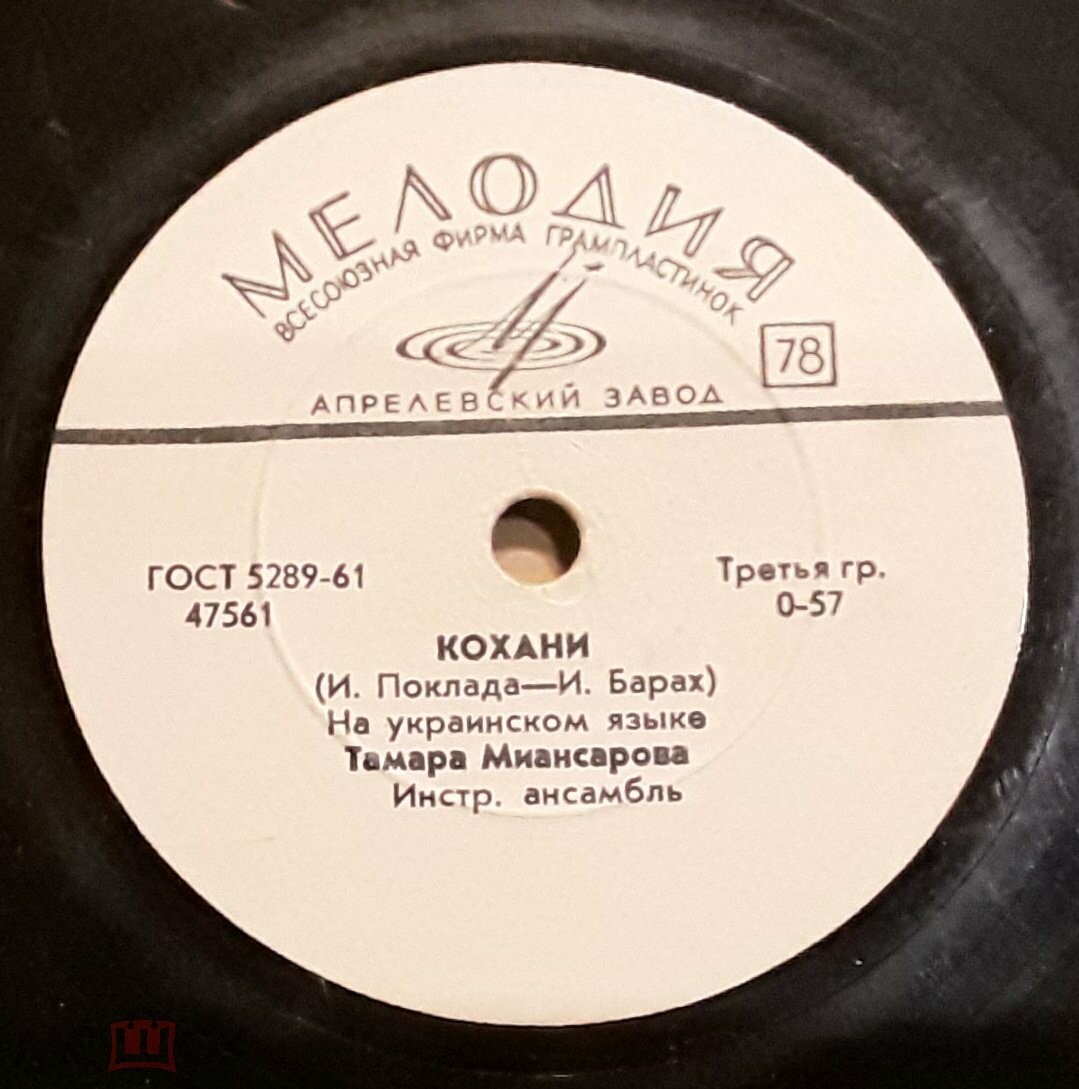 МЕЛОДИЯ
ВСЕСОЮЗНАЯ ФИРМА ГРАМПЛАСТИНОК
78
АПРЕЛЕВСКИЙ ЗАВОД
ГОСТ 5289-61 Третья гр.
47561 0-57
КОХАНИ
(И. Поклада—И. Барах)
На украинском языке
Тамара Миансарова
Инстр. ансамбль